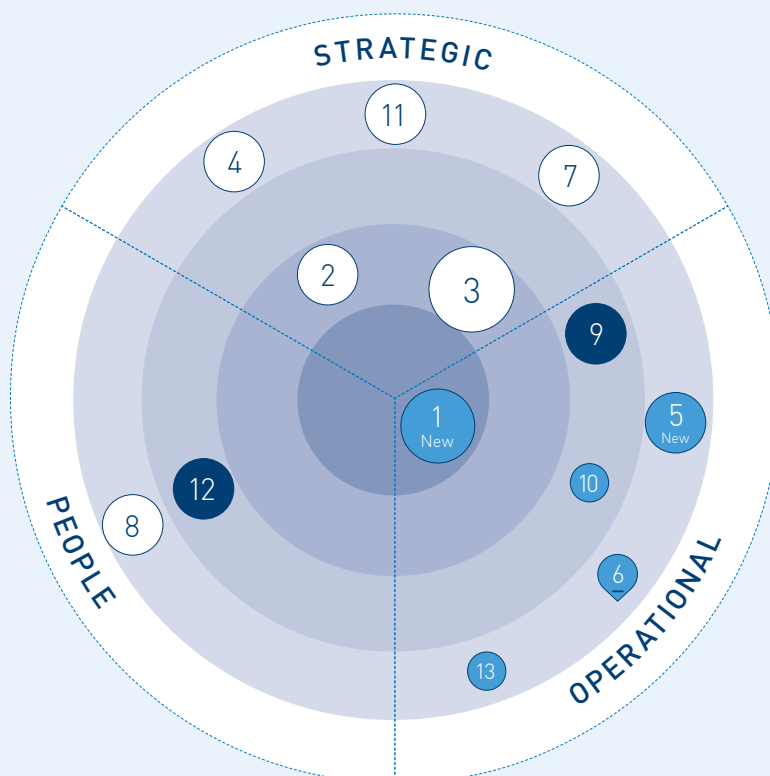 STRATEGIC
11
4
7
2
3
9
1
New
5
New
10
12
8
6
13
PEOPLE
OPERATIONAL